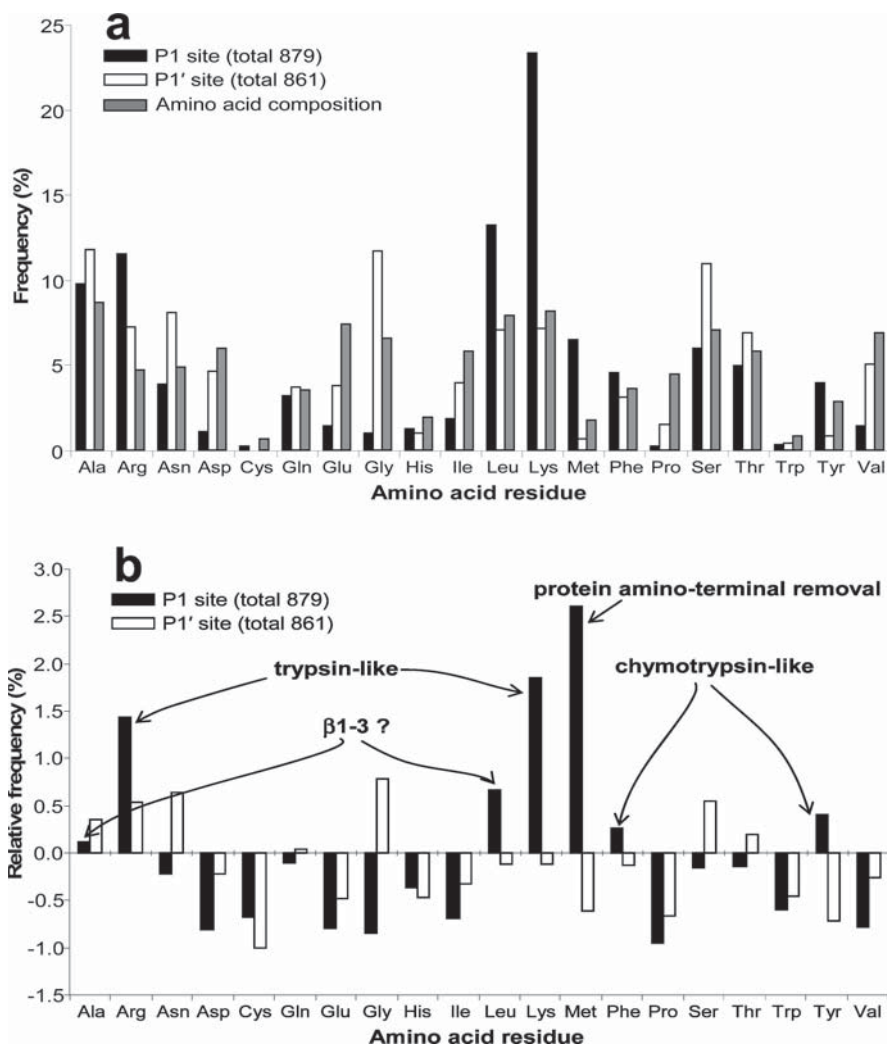 a
P1 site (total 879)
P1′ site (total 861)
Amino acid composition
25
20
15
10
5
0
Frequency (%)
Ala Arg Asn Asp Cys Gln Glu Gly His Ile Leu Lys Met Phe Pro Ser Thr Trp Tyr Val
Amino acid residue
b
P1 site (total 879)
P1′ site (total 861)
protein amino-terminal removal
trypsin-like
chymotrypsin-like
β1-3 ?
3.0
2.5
2.0
1.5
1.0
0.5
0.0
-0.5
-1.0
-1.5
Relative frequency (%)
Ala Arg Asn Asp Cys Gln Glu Gly His Ile Leu Lys Met Phe Pro Ser Thr Trp Tyr Val
Amino acid residue